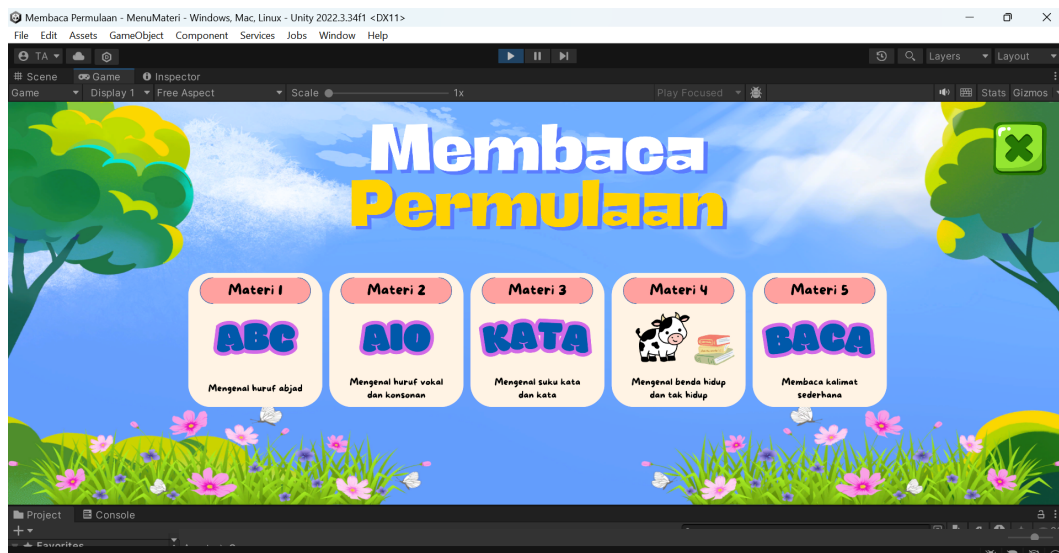 Membaca Permulaan - MenuMateri - Windows, Mac, Linux - Unity 2022.3.34f1 <DX11>
File Edit Assets GameObject Component Services Jobs Window Help
TA Layers Layout
Scene Game Inspector
Game Display 1 Free Aspect Scale 1x Play Focused Stats Gizmos
Membaca
Permulaan
Materi 1 Materi 2 Materi 3 Materi 4 Materi 5
ABC AIO KATA BACA
Mengenal huruf abjad
Mengenal huruf vokal
dan konsonan
Mengenal suku kata
dan kata
Mengenal benda hidup
dan tak hidup
Membaca kalimat
sederhana
Project Console
Favorites